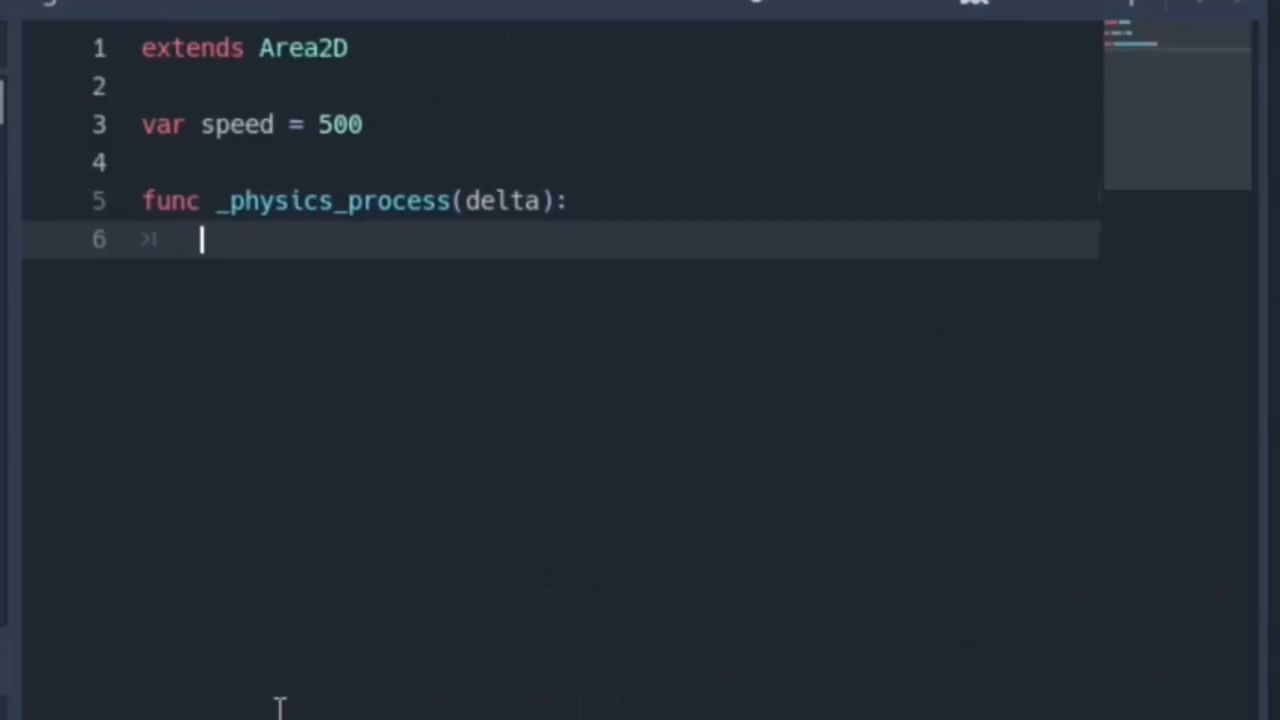 1 extends Area2D
2
3 var speed = 500
4
5 func _physics_process(delta):
6